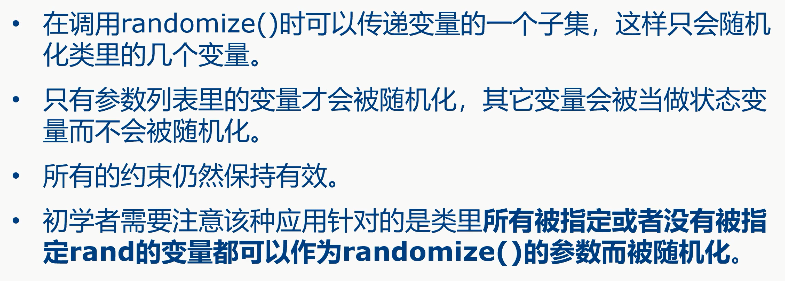 • 在调用randomize()时可以传递变量的一个子集，这样只会随机
化类里的几个变量。
• 只有参数列表里的变量才会被随机化，其它变量会被当做状态变
量而不会被随机化。
• 所有的约束仍然保持有效。
• 初学者需要注意该种应用针对的是类里所有被指定或者没有被指
定rand的变量都可以作为randomize()的参数而被随机化。